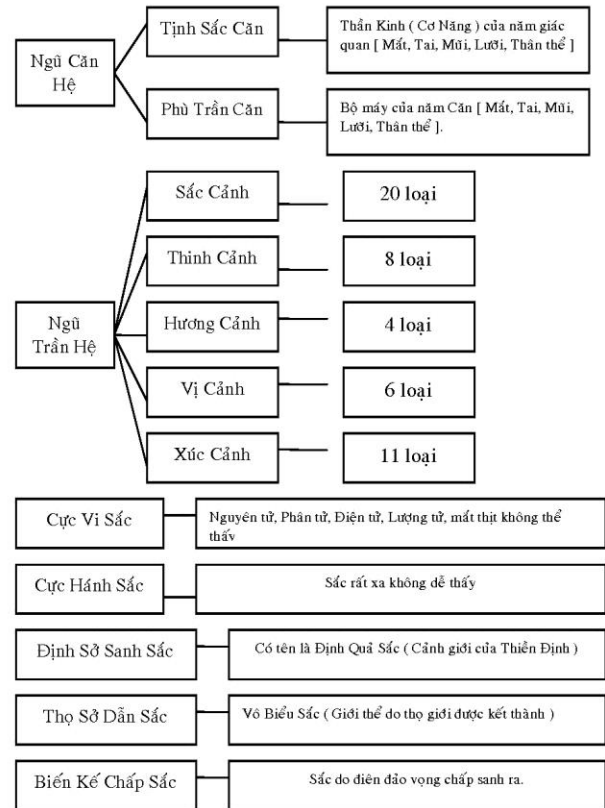 Ngũ Căn
Hệ
Tịnh Sắc Căn
Thần Kinh ( Cơ Năng ) của năm giác
quan [ Mắt, Tai, Mũi, Lưỡi, Thân thể ]
Phù Trần Căn
Bộ máy của năm Căn [ Mắt, Tai, Mũi,
Lưỡi, Thân thể ].
Ngũ
Trần Hệ
Sắc Cảnh
20 loại
Thinh Cảnh
8 loại
Hương Cảnh
4 loại
Vị Cảnh
6 loại
Xúc Cảnh
11 loại
Cực Vi Sắc
Nguyên tử, Phân tử, Điện tử, Lượng tử, mắt thịt không thể
thấy
Cực Hánh Sắc
Sắc rất xa không dễ thấy
Định Sở Sanh Sắc
Có tên là Định Quả Sắc ( Cảnh giới của Thiền Định )
Thọ Sở Dẫn Sắc
Vô Biểu Sắc ( Giới thể do thọ giới được kết thành )
Biến Kế Chấp Sắc
Sắc do điên đảo vọng chấp sanh ra.